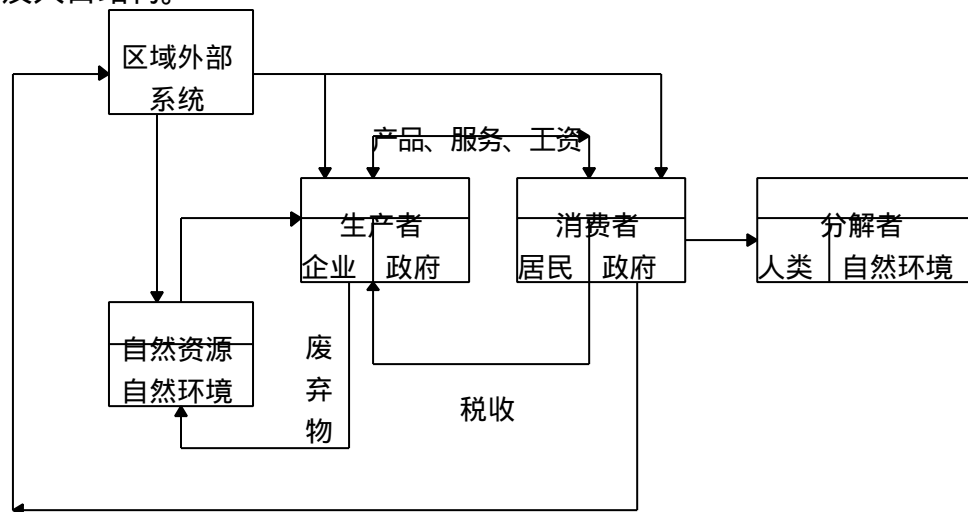 区域外部
系统
产品、服务、工资
生产者
企业 政府
消费者
居民 政府
分解者
人类 自然环境
自然资源
自然环境
废
弃
物
税收